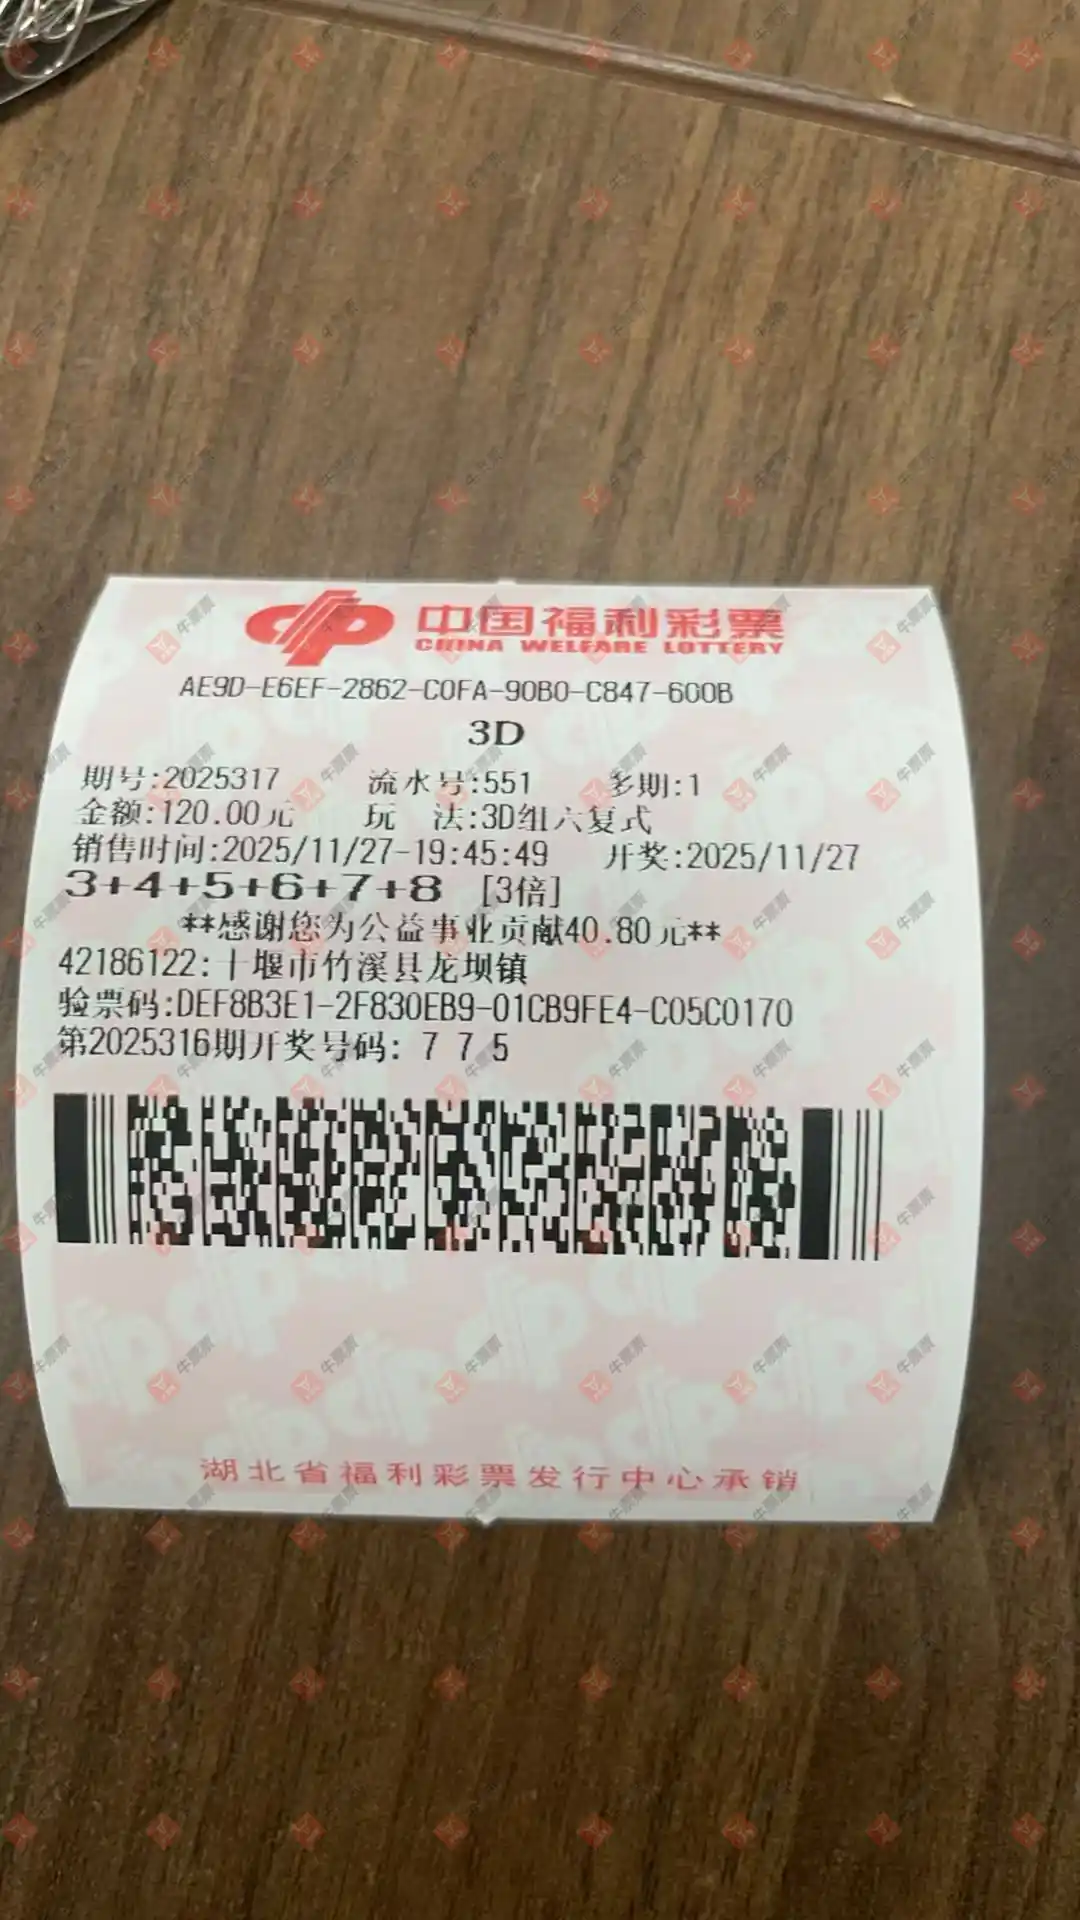 中国福利彩票
CHINA WELFARE LOTTERY
AE9D-E6EF-2862-C0FA-90B0-C847-600B
3D
期号:2025317 流水号:551 多期:1
金额:120.00元 玩 法:3D组六复式
销售时间:2025/11/27-19:45:49 开奖:2025/11/27
3+4+5+6+7+8 [3倍]
**感谢您为公益事业贡献40.80元**
42186122:十堰市竹溪县龙坝镇
验票码:DEF8B3E1-2F830EB9-01CB9FE4-C05C0170
第2025316期开奖号码: 7 7 5
湖北省福利彩票发行中心承销